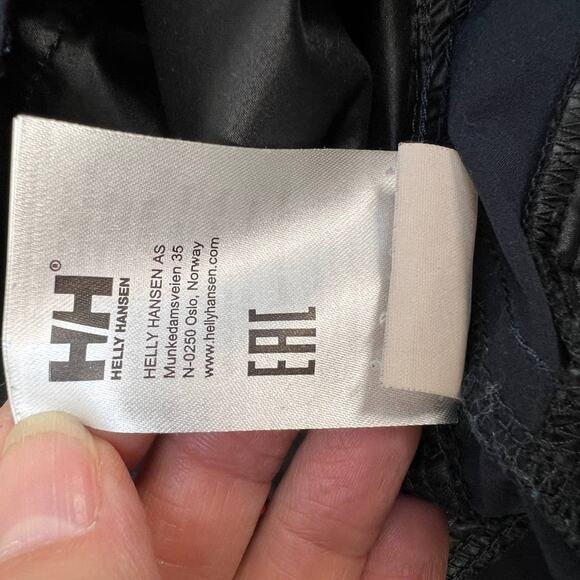 HH®
HELLY HANSEN
HELLY HANSEN AS
Munkedamsveien 35
N-0250 Oslo, Norway
www.hellyhansen.com
EAC